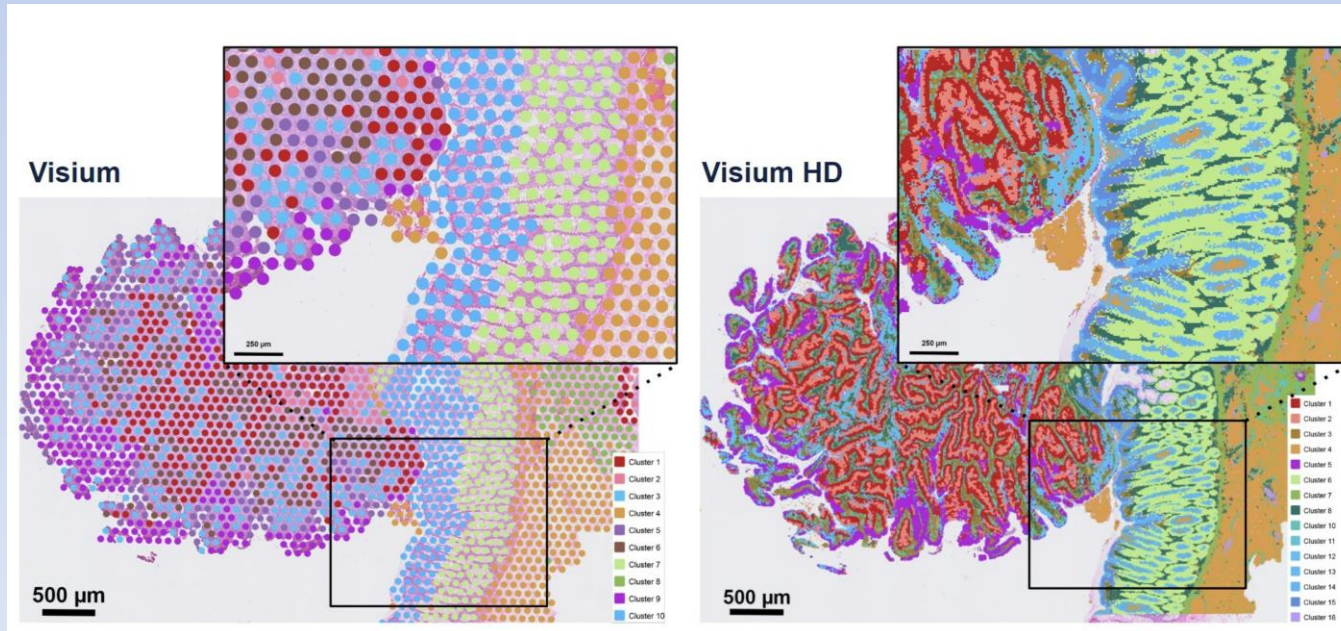 Visium
250 µm
500 µm
Cluster 1
Cluster 2
Cluster 3
Cluster 4
Cluster 5
Cluster 6
Cluster 7
Cluster 8
Cluster 9
Cluster 10
Visium HD
250 µm
500 µm
Cluster 1
Cluster 2
Cluster 3
Cluster 4
Cluster 5
Cluster 6
Cluster 7
Cluster 8
Cluster 10
Cluster 11
Cluster 12
Cluster 13
Cluster 14
Cluster 15
Cluster 16